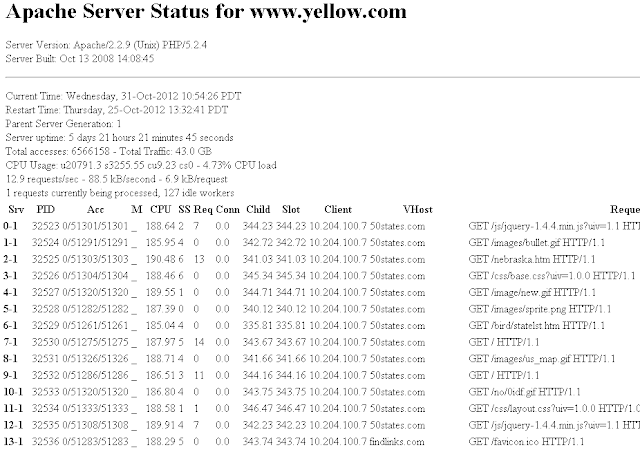 Apache Server Status for www.yellow.com
Server Version: Apache/2.2.9 (Unix) PHP/5.2.4
Server Built: Oct 13 2008 14:08:45
Current Time: Wednesday, 31-Oct-2012 10:54:26 PDT
Restart Time: Thursday, 25-Oct-2012 13:32:41 PDT
Parent Server Generation: 1
Server uptime: 5 days 21 hours 21 minutes 45 seconds
Total accesses: 6566158 - Total Traffic: 43.0 GB
CPU Usage: u20791.3 s3255.55 cu9.23 cs0 - 4.73% CPU load
12.9 requests/sec - 88.5 kB/second - 6.9 kB/request
1 requests currently being processed, 127 idle workers
Srv PID Acc M CPU SS Req Conn Child Slot Client VHost Reque
0-1 32523 0/51301/51301 _ 188.64 2 7 0.0 344.23 344.23 10.204.100.7 50states.com GET /js/jquery-1.4.4.min.js?uiv=1.1 HT
1-1 32524 0/51291/51291 _ 185.95 4 0 0.0 342.72 342.72 10.204.100.7 50states.com GET /images/bullet.gif HTTP/1.1
2-1 32525 0/51303/51303 _ 190.48 6 13 0.0 341.03 341.03 10.204.100.7 50states.com GET /nebraska.htm HTTP/1.1
3-1 32526 0/51304/51304 _ 188.46 6 0 0.0 345.34 345.34 10.204.100.7 50states.com GET /css/base.css?uiv=1.0.0 HTTP/1.1
4-1 32527 0/51320/51320 _ 189.55 1 0 0.0 344.71 344.71 10.204.100.7 50states.com GET /image/new.gif HTTP/1.1
5-1 32528 0/51282/51282 _ 187.39 0 0 0.0 340.12 340.12 10.204.100.7 50states.com GET /images/sprite.png HTTP/1.1
6-1 32529 0/51261/51261 _ 185.04 4 0 0.0 335.81 335.81 10.204.100.7 50states.com GET /bird/statelst.htm HTTP/1.1
7-1 32530 0/51275/51275 _ 187.97 5 14 0.0 343.67 343.67 10.204.100.7 50states.com GET / HTTP/1.1
8-1 32531 0/51326/51326 _ 188.71 4 0 0.0 341.66 341.66 10.204.100.7 50states.com GET /images/us_map.gif HTTP/1.1
9-1 32532 0/51286/51286 _ 186.51 3 11 0.0 344.16 344.16 10.204.100.7 50states.com GET / HTTP/1.1
10-1 32533 0/51320/51320 _ 186.80 4 0 0.0 343.75 343.75 10.204.100.7 50states.com GET /no/0idf.gif HTTP/1.1
11-1 32534 0/51333/51333 _ 188.58 1 1 0.0 346.47 346.47 10.204.100.7 50states.com GET /css/layout.css?uiv=1.0.0 HTTP/1.0
12-1 32535 0/51308/51308 _ 189.91 4 7 0.0 342.23 342.23 10.204.100.7 50states.com GET /js/jquery-1.4.4.min.js?uiv=1.1 HT
13-1 32536 0/51283/51283 _ 188.29 5 0 0.0 343.74 343.74 10.204.100.7 findlinks.com GET /favicon.ico HTTP/1.1